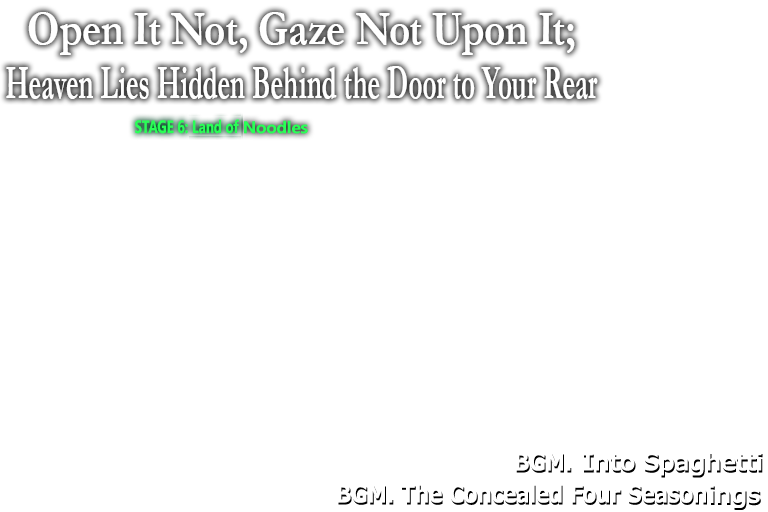 Open It Not, Gaze Not Upon It;
Heaven Lies Hidden Behind the Door to Your Rear
STAGE 6: Land of Noodles
BGM. Into Spaghetti
BGM. The Concealed Four Seasonings